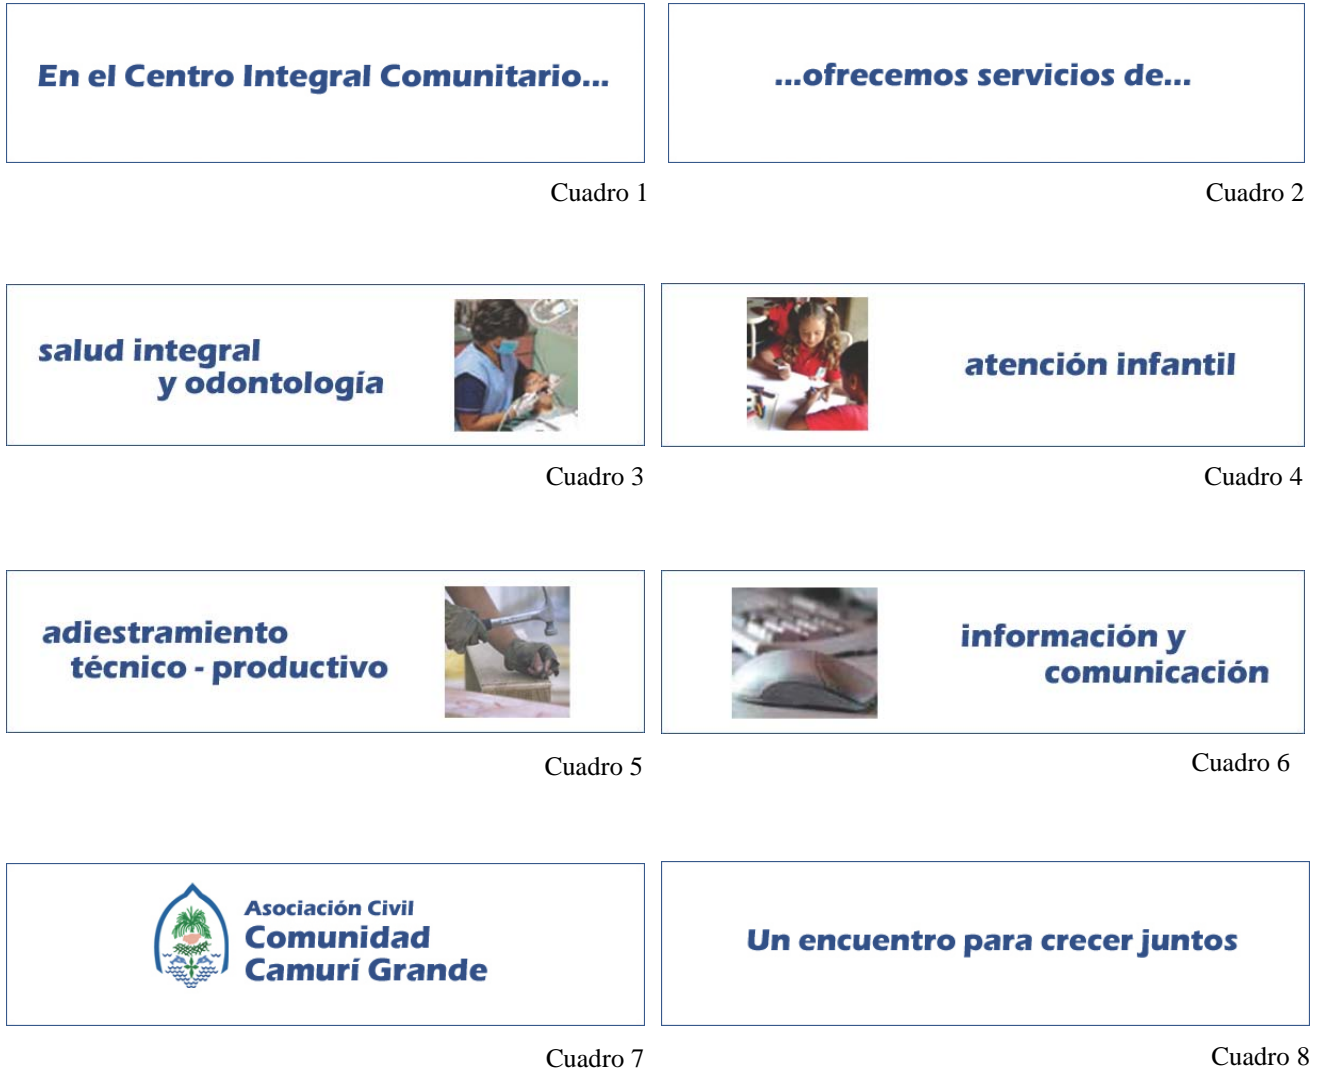 En el Centro Integral Comunitario...
...ofrecemos servicios de...
Cuadro 1
Cuadro 2
salud integral
y odontología
atención infantil
Cuadro 3
Cuadro 4
adiestramiento
técnico - productivo
información y
comunicación
Cuadro 5
Cuadro 6
Asociación Civil
Comunidad
Camurí Grande
Un encuentro para crecer juntos
Cuadro 7
Cuadro 8